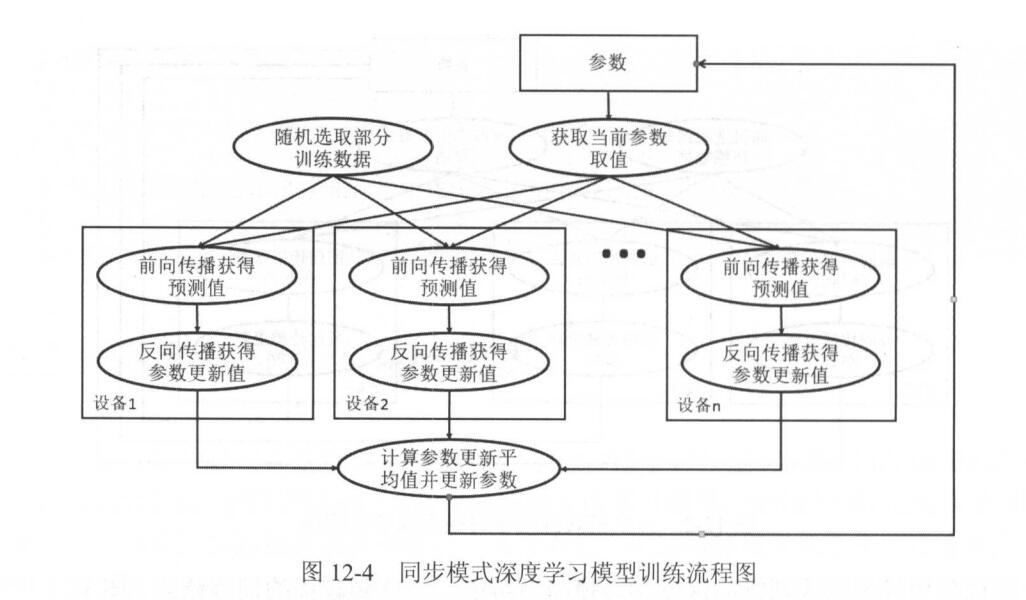 参数
随机选取部分
训练数据
获取当前参数
取值
前向传播获得
预测值
反向传播获得
参数更新值
设备1
前向传播获得
预测值
反向传播获得
参数更新值
设备2
前向传播获得
预测值
反向传播获得
参数更新值
设备n
计算参数更新平
均值并更新参数
图 12-4 同步模式深度学习模型训练流程图